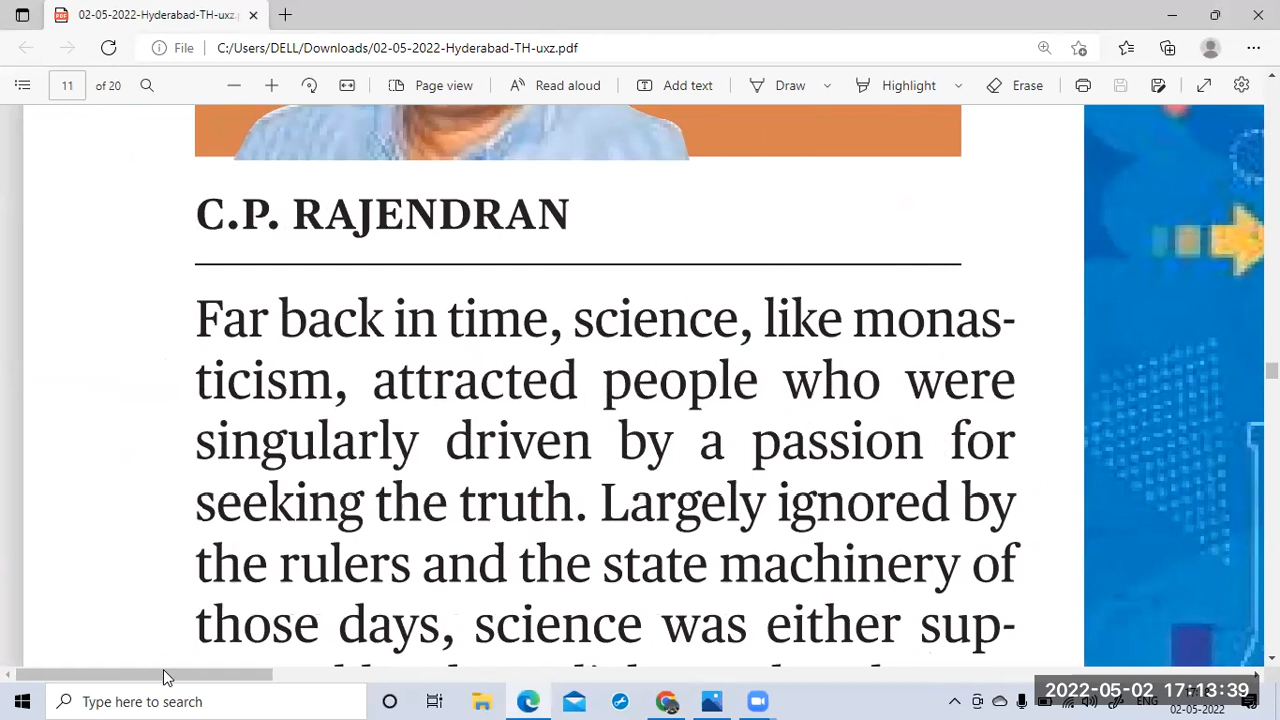 02-05-2022-Hyderabad-TH-uxz.
File
C:/Users/DELL/Downloads/02-05-2022-Hyderabad-TH-uxz.pdf
11 of 20
Page view
Read aloud
Add text
Draw
Highlight
Erase
C.P. RAJENDRAN
Far back in time, science, like monas-
ticism, attracted people who were
singularly driven by a passion for
seeking the truth. Largely ignored by
the rulers and the state machinery of
those days, science was either sup-
Type here to search
ENG
2022-05-02 17:13:39
02-05-2022